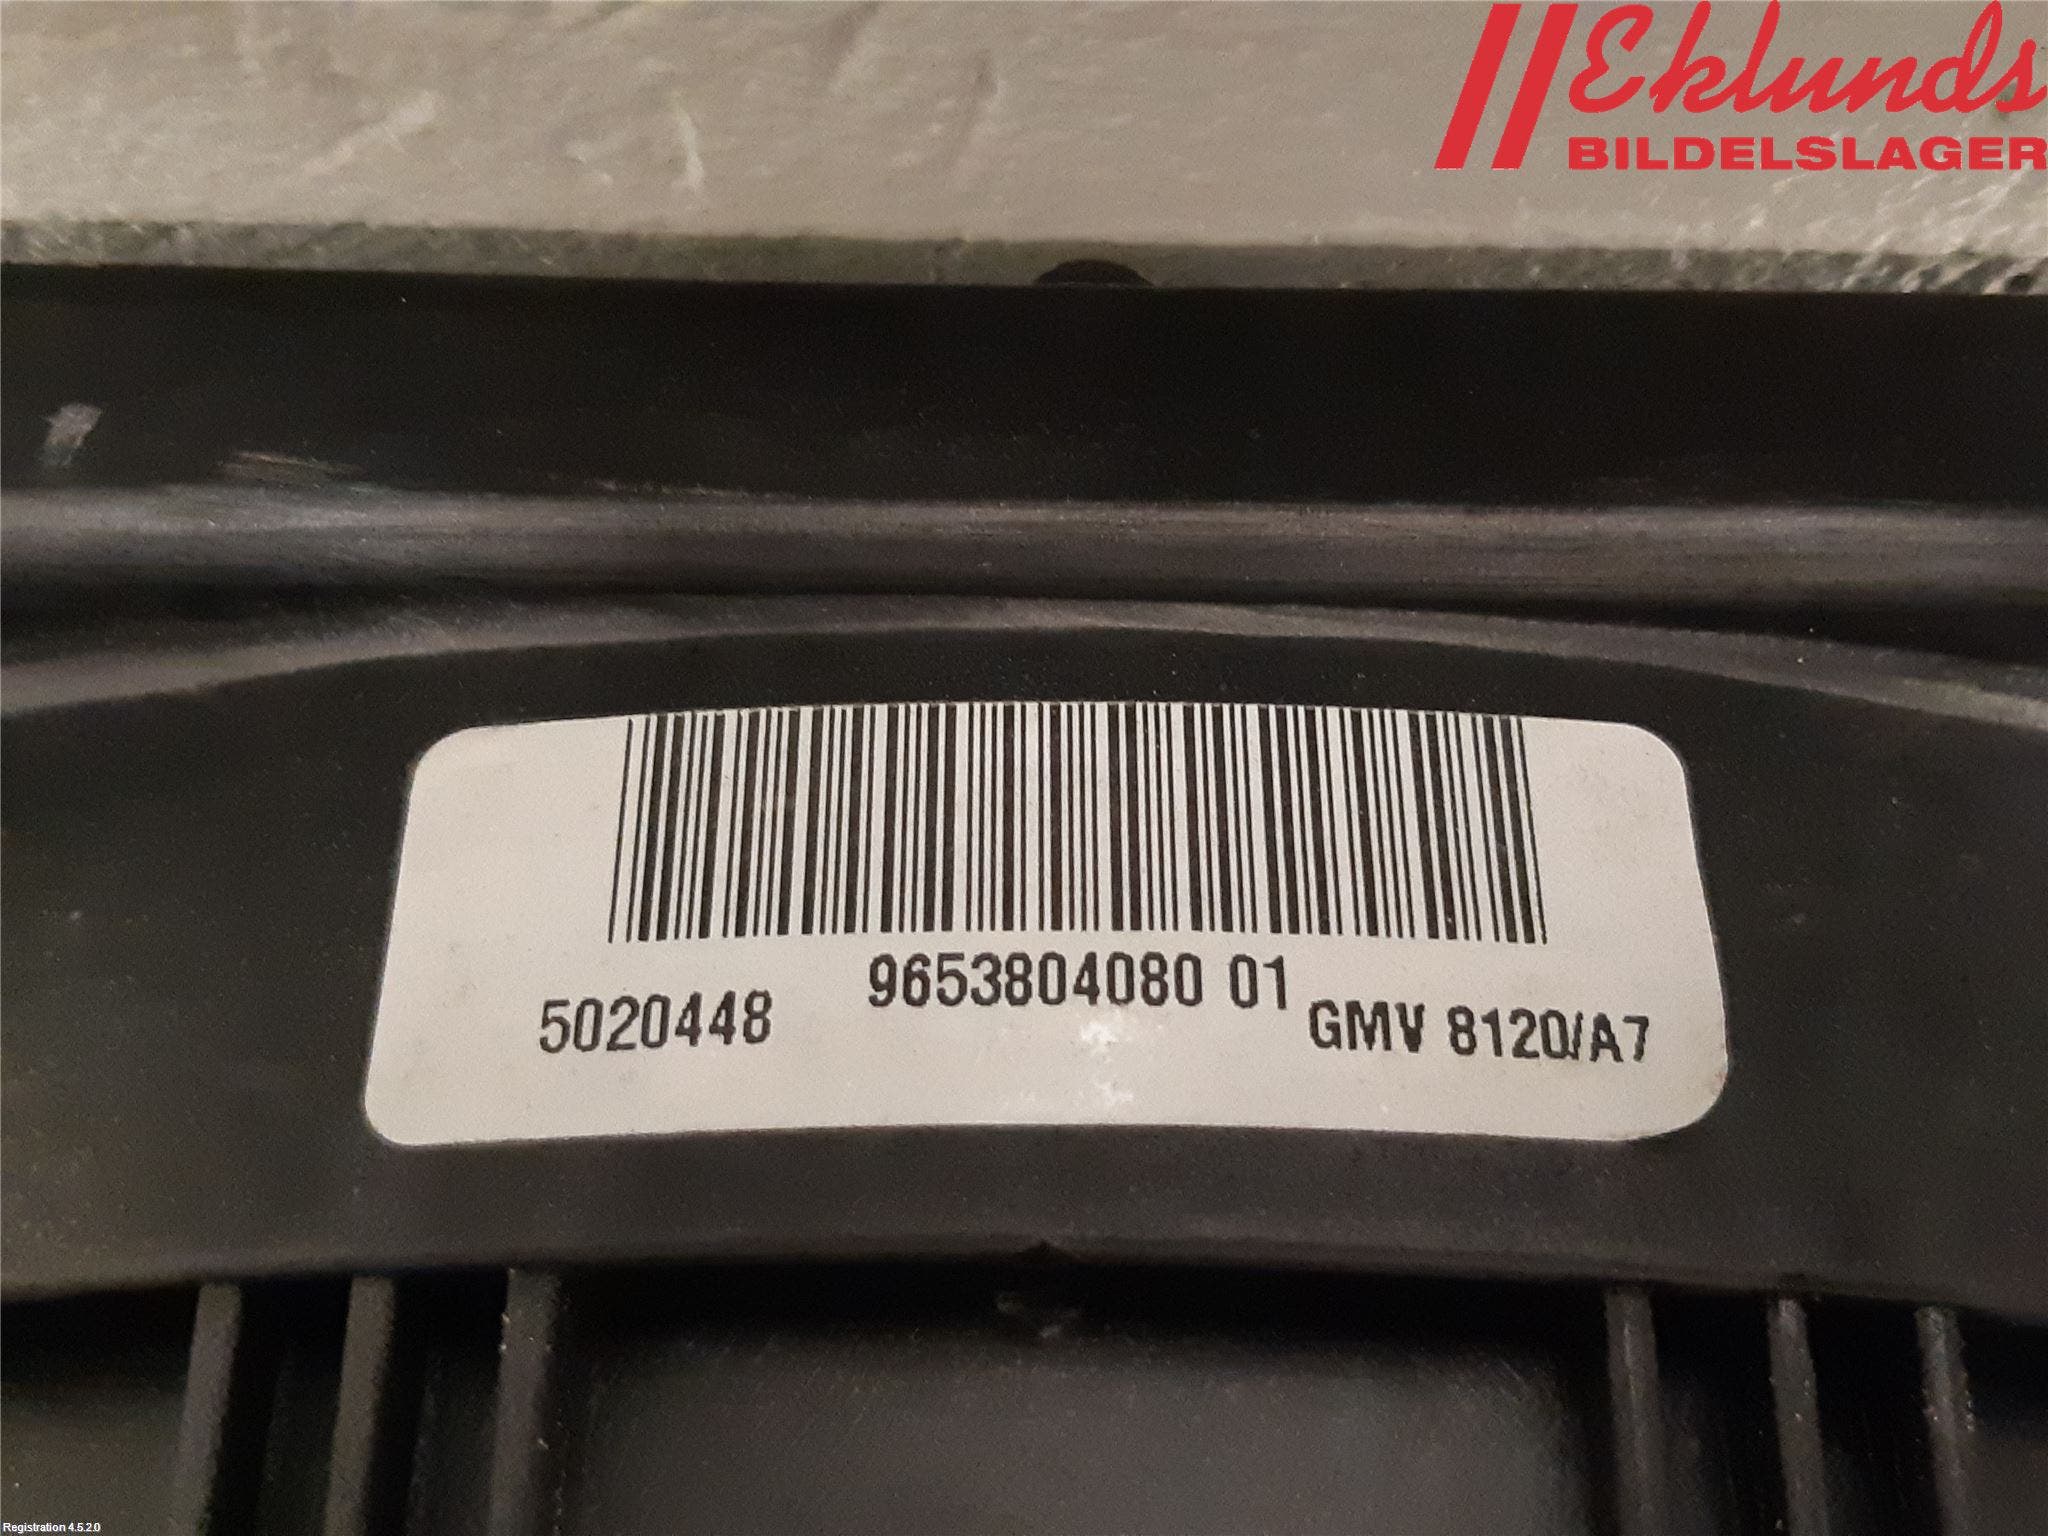 Eklunds
BILDELSLAGER
9653804080 01
5020448
GMV 8120/A7
Registration 4.5.2.0